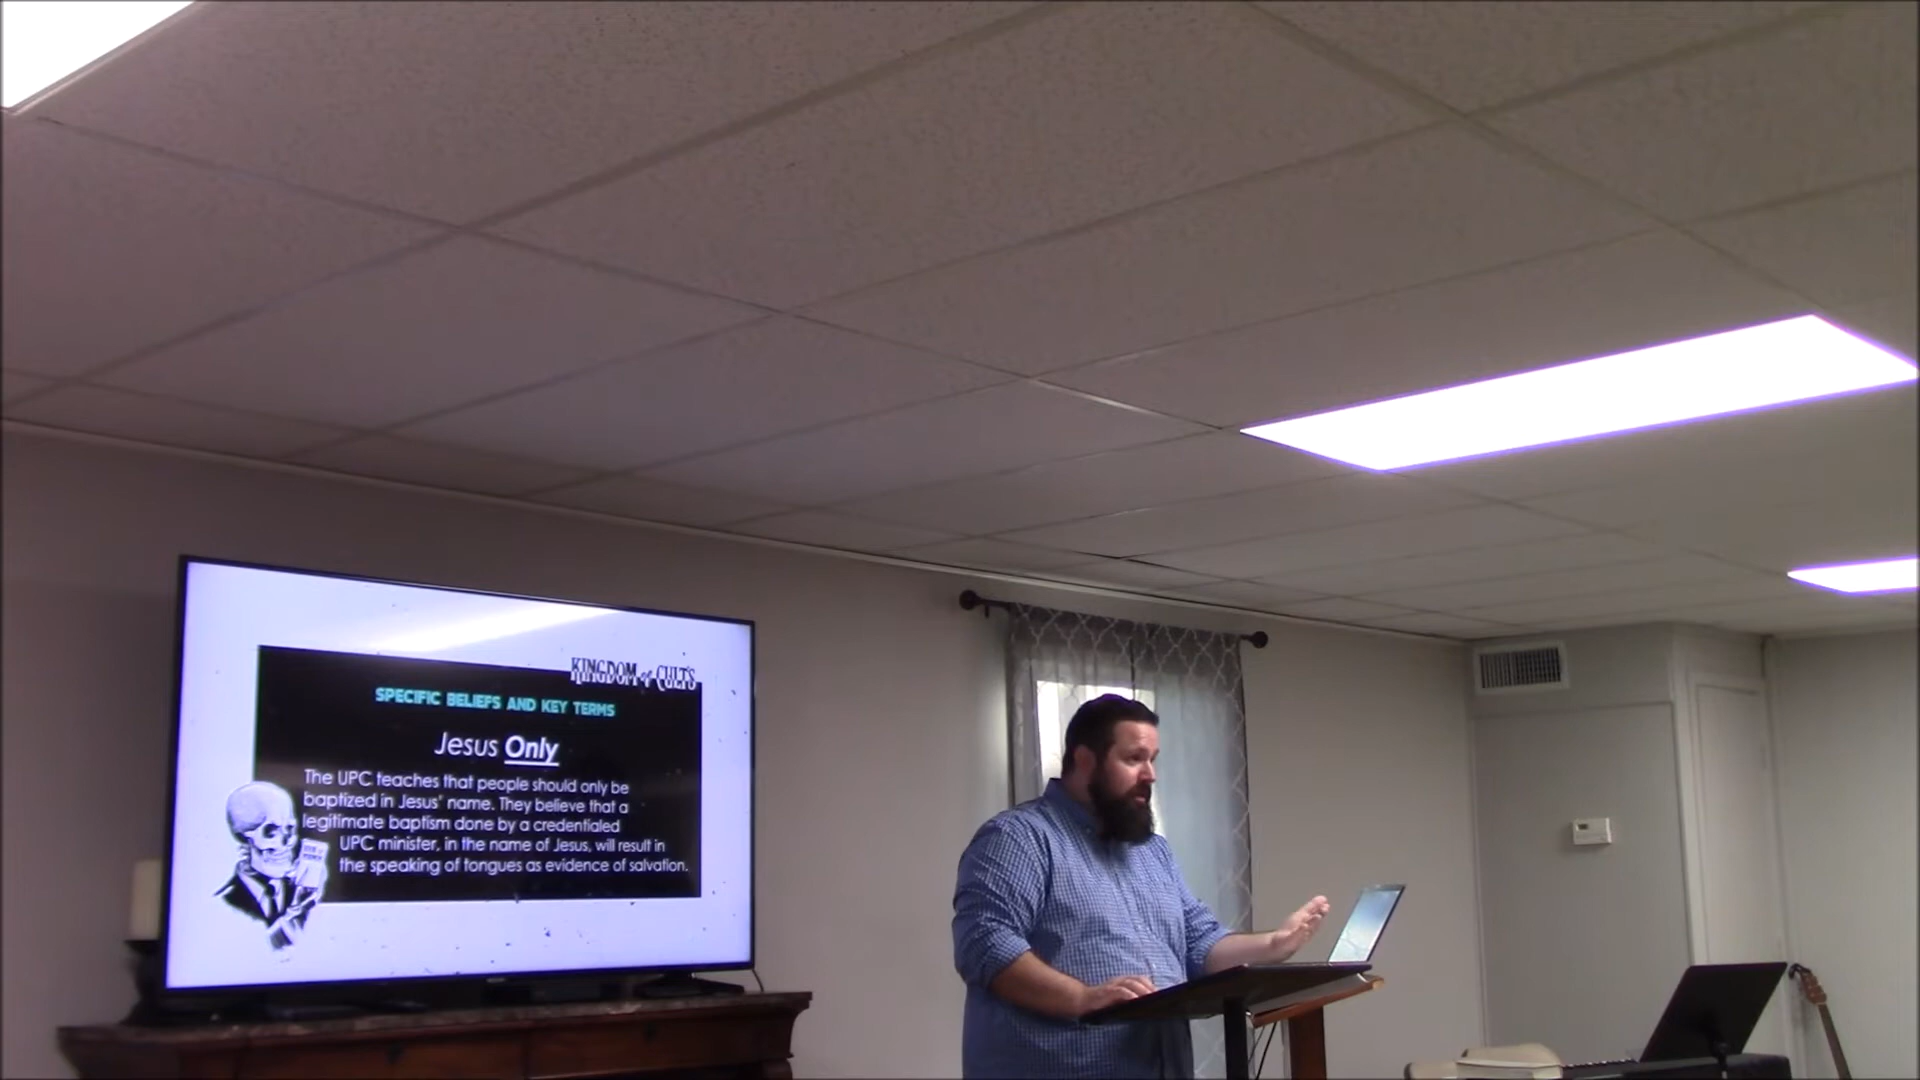 KINGDOM of CULTS
SPECIFIC BELIEFS AND KEY TERMS
Jesus Only
The UPC teaches that people should only be
baptized in Jesus' name. They believe that a
legitimate baptism done by a credentialed
UPC minister, in the name of Jesus, will result in
the speaking of tongues as evidence of salvation.